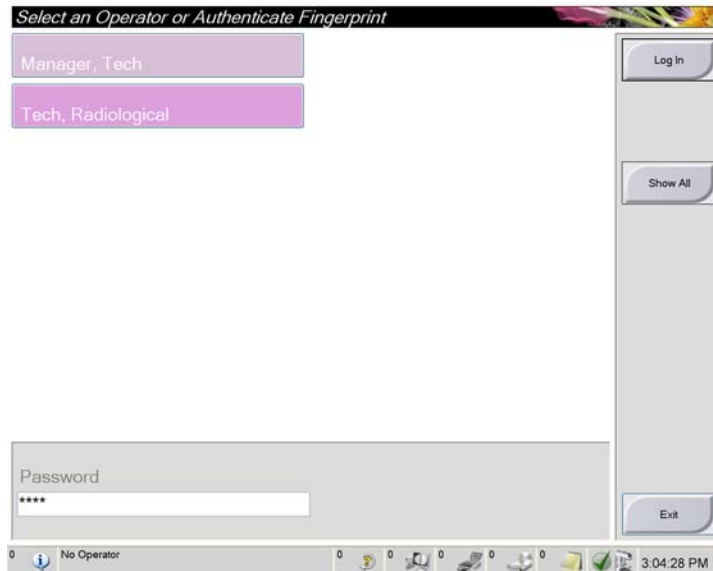 Select an Operator or Authenticate Fingerprint
Manager, Tech
Log In
Tech, Radiological
Show All
Password
****
Exit
0 No Operator 0 0 0 0 3:04:28 PM